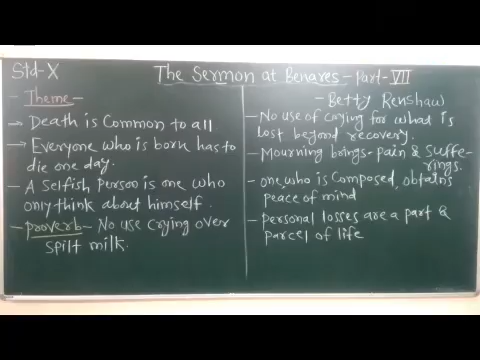 Std-X
The Sermon at Benares - Part-VII
- Betty Renshaw
- Theme -
→ Death is Common to all
→ Everyone who is born has to
die one day.
- A Selfish Person is one who
only think about himself.
- Proverb - No use crying over
spilt milk.
- No use of crying for what is
lost beyond recovery.
- Mourning brings - pain & suffe-
rings.
- one who is composed, obtains
peace of mind
- personal losses are a part &
parcel of life